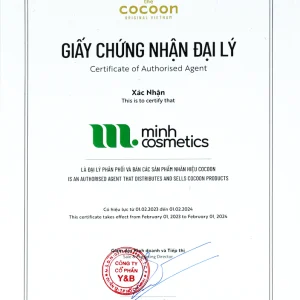 the
cocoon
ORIGINAL VIETNAM
GIẤY CHỨNG NHẬN ĐẠI LÝ
Certificate of Authorised Agent
Xác Nhận
This is to certify that
minh
cosmetics
LÀ ĐẠI LÝ PHÂN PHỐI VÀ BÁN CÁC SẢN PHẨM NHÃN HIỆU COCOON
IS AN AUTHORISED AGENT THAT DISTRIBUTES AND SELLS COCOON PRODUCTS
Có hiệu lực từ 01.02.2023 đến 01.02.2024
This certificate takes effect from February 01, 2023 to February 01, 2024
Giám đốc Kinh doanh và Tiếp thị
Director
CÔNG TY
CỔ PHẦN
Y&B